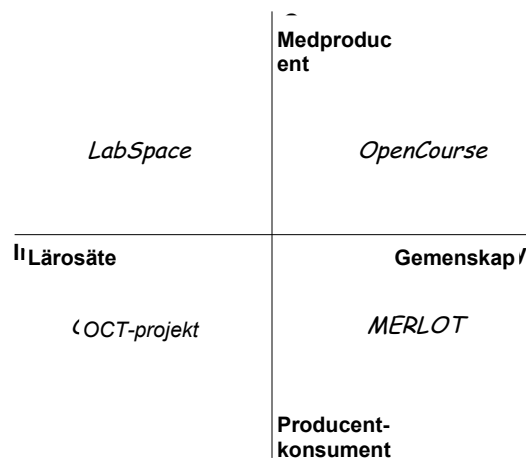 Medproduc
ent
LabSpace
OpenCourse
Lärosäte
Gemenskap
OCT-projekt
MERLOT
Producent-
konsument